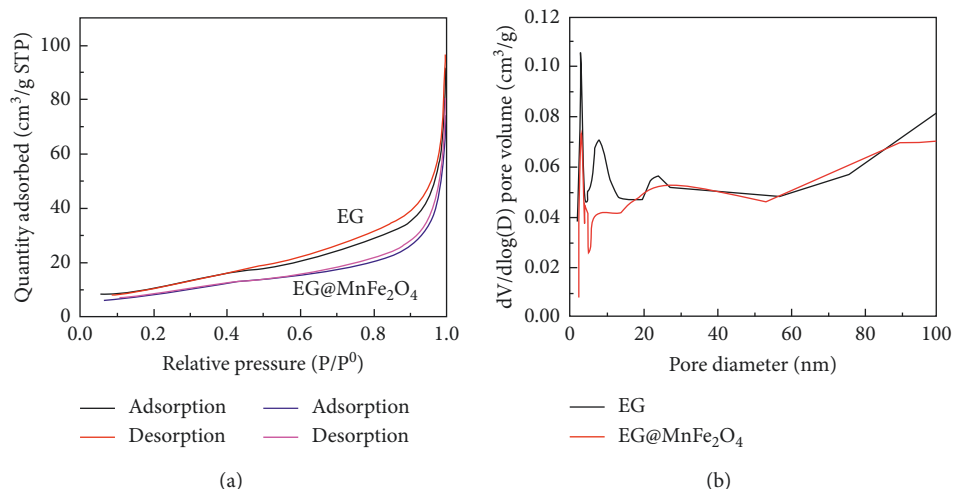 Quantity adsorbed (cm³/g STP)
100
80
60
40
20
0
EG
EG@MnFe₂O₄
0.0 0.2 0.4 0.6 0.8 1.0
Relative pressure (P/P⁰)
Adsorption Adsorption
Desorption Desorption
(a)
dV/dlog(D) pore volume (cm³/g)
0.12
0.10
0.08
0.06
0.04
0.02
0.00
0 20 40 60 80 100
Pore diameter (nm)
EG
EG@MnFe₂O₄
(b)